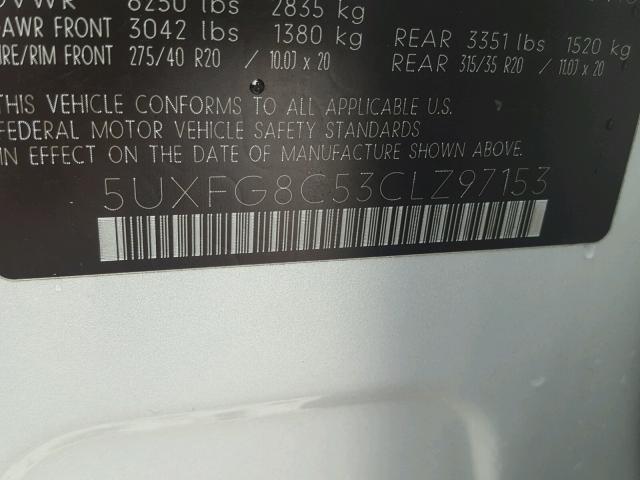 GVWR 8250 lbs 2835 kg
GAWR FRONT 3042 lbs 1380 kg REAR 3351 lbs 1520 kg
TIRE/RIM FRONT 275/40 R20 / 10.0J x 20 REAR 315/35 R20 / 11.0J x 20
THIS VEHICLE CONFORMS TO ALL APPLICABLE U.S.
FEDERAL MOTOR VEHICLE SAFETY STANDARDS
IN EFFECT ON THE DATE OF MANUFACTURE SHOWN ABOVE.
5UXFG8C53CLZ97153